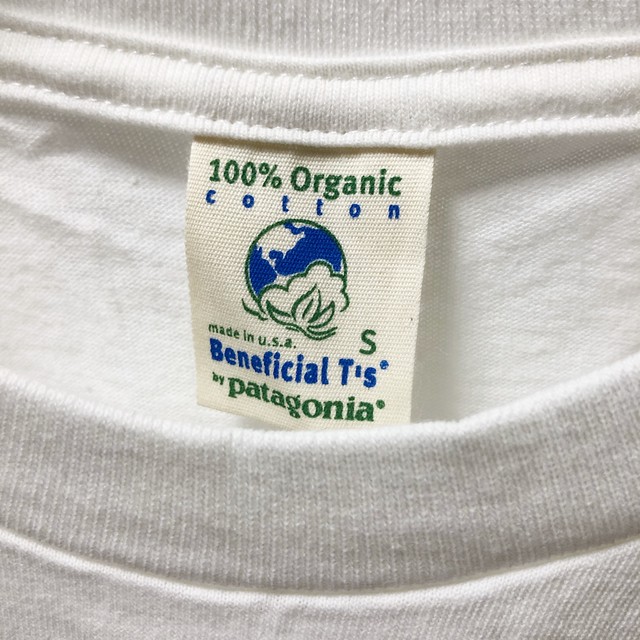 100% Organic
cotton
made in u.s.a. S
Beneficial T's®
by patagonia®